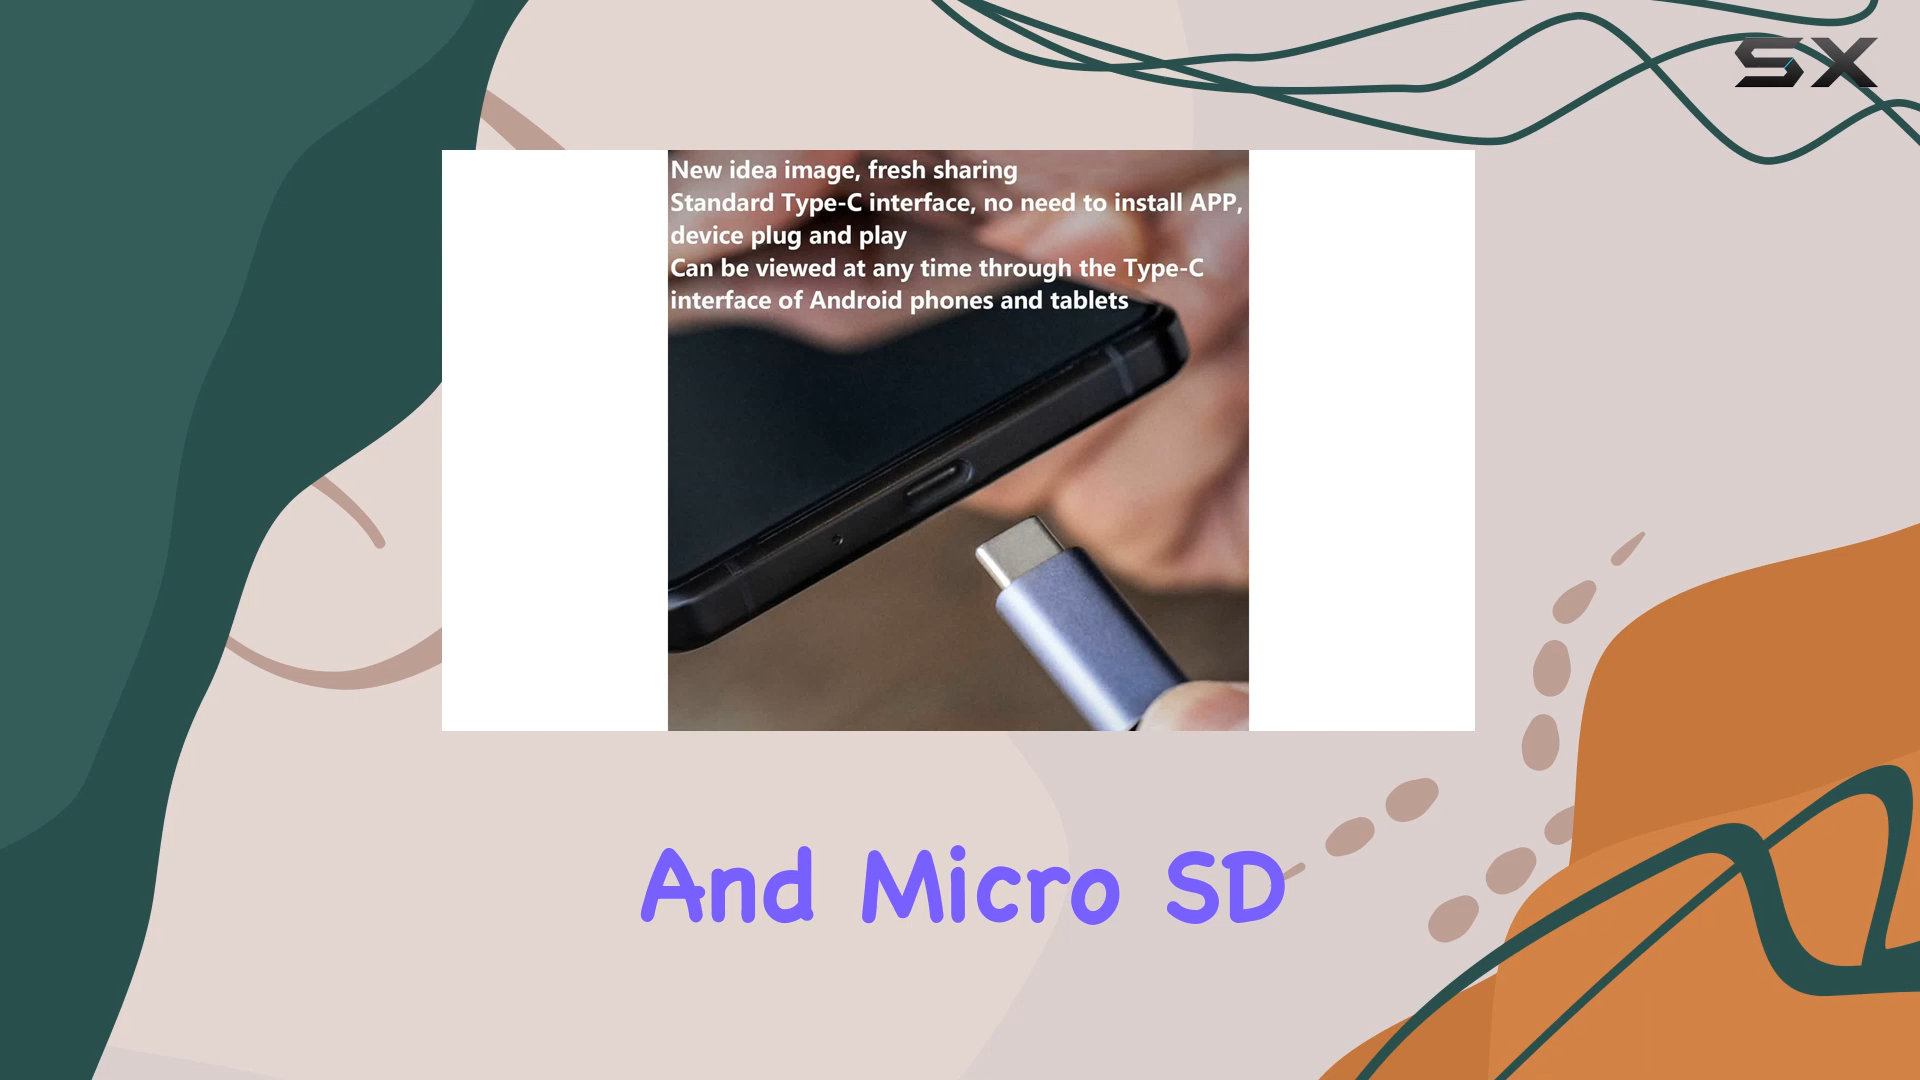 SX
New idea image, fresh sharing
Standard Type-C interface, no need to install APP,
device plug and play
Can be viewed at any time through the Type-C
interface of Android phones and tablets
And Micro SD